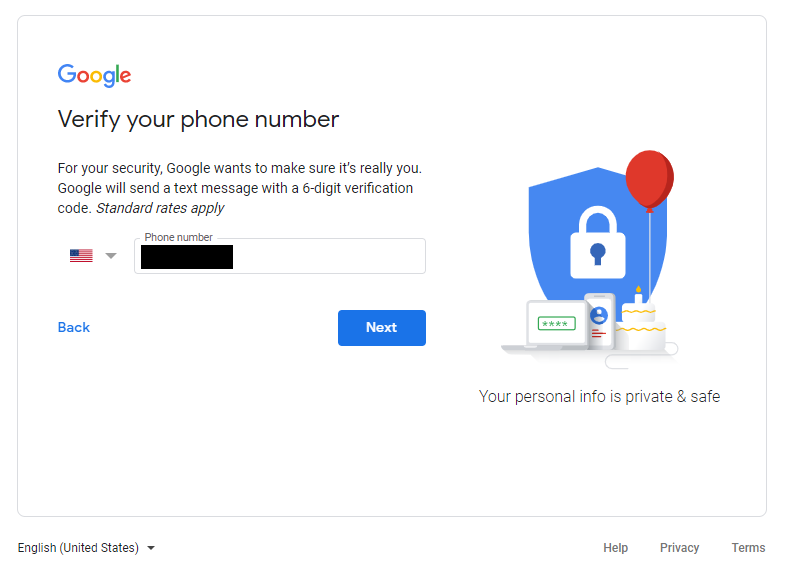 Google
Verify your phone number
For your security, Google wants to make sure it’s really you.
Google will send a text message with a 6-digit verification
code. Standard rates apply
Phone number
Back
Next
****
Your personal info is private & safe
English (United States)
Help
Privacy
Terms